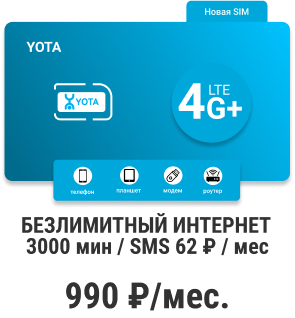 Новая SIM
YOTA
YOTA
4G+ LTE
телефон планшет модем роутер
БЕЗЛИМИТНЫЙ ИНТЕРНЕТ
3000 мин / SMS 62 ₽ / мес
990 ₽/мес.